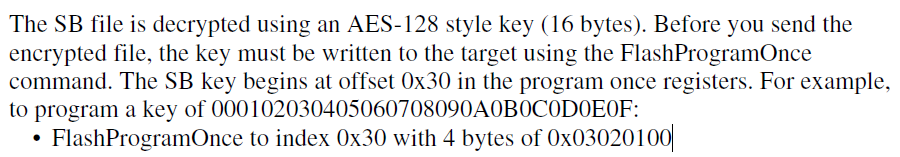 The SB file is decrypted using an AES-128 style key (16 bytes). Before you send the
encrypted file, the key must be written to the target using the FlashProgramOnce
command. The SB key begins at offset 0x30 in the program once registers. For example,
to program a key of 000102030405060708090A0B0C0D0E0F:
• FlashProgramOnce to index 0x30 with 4 bytes of 0x03020100